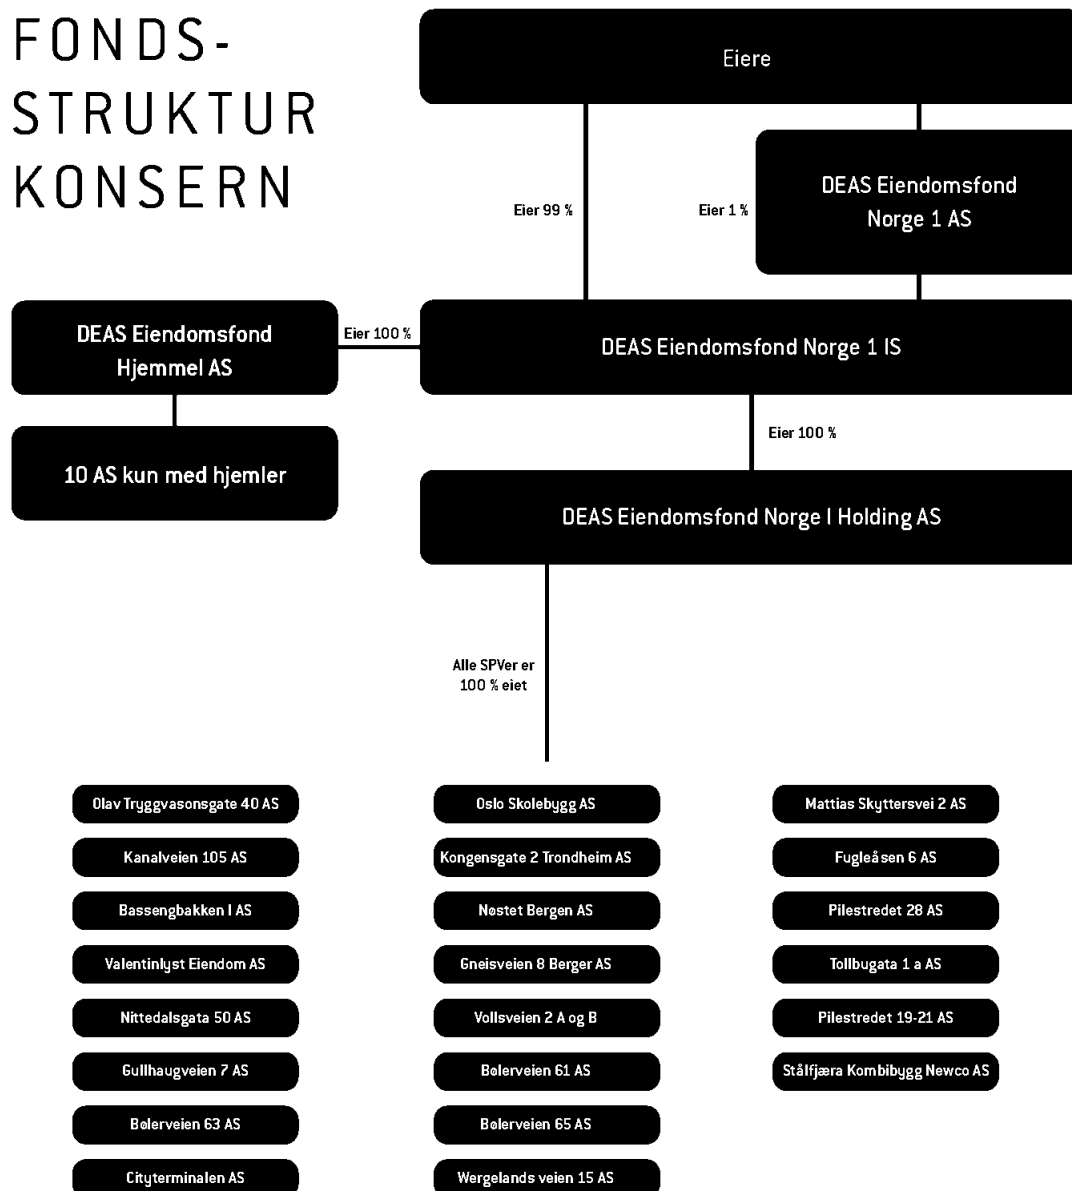 FONDS-
STRUKTUR
KONSERN
Eiere
Eier 99 %
Eier 1 %
DEAS Eiendomsfond
Norge 1 AS
DEAS Eiendomsfond
Hjemmel AS
Eier 100 %
DEAS Eiendomsfond Norge 1 IS
10 AS kun med hjemler
Eier 100 %
DEAS Eiendomsfond Norge I Holding AS
Alle SPVer er
100 % eiet
Olav Tryggvasonsgate 40 AS
Kanalveien 105 AS
Bassengbakken I AS
Valentinlyst Eiendom AS
Nittedalsgata 50 AS
Gullhaugveien 7 AS
Bølerveien 63 AS
Cityterminalen AS
Oslo Skolebygg AS
Kongensgate 2 Trondheim AS
Nøstet Bergen AS
Gneisveien 8 Berger AS
Vollsveien 2 A og B
Bølerveien 61 AS
Bølerveien 65 AS
Wergelands veien 15 AS
Mattias Skyttersvei 2 AS
Fugleåsen 6 AS
Pilestredet 28 AS
Tollbugata 1 a AS
Pilestredet 19-21 AS
Stålfjæra Kombibygg Newco AS